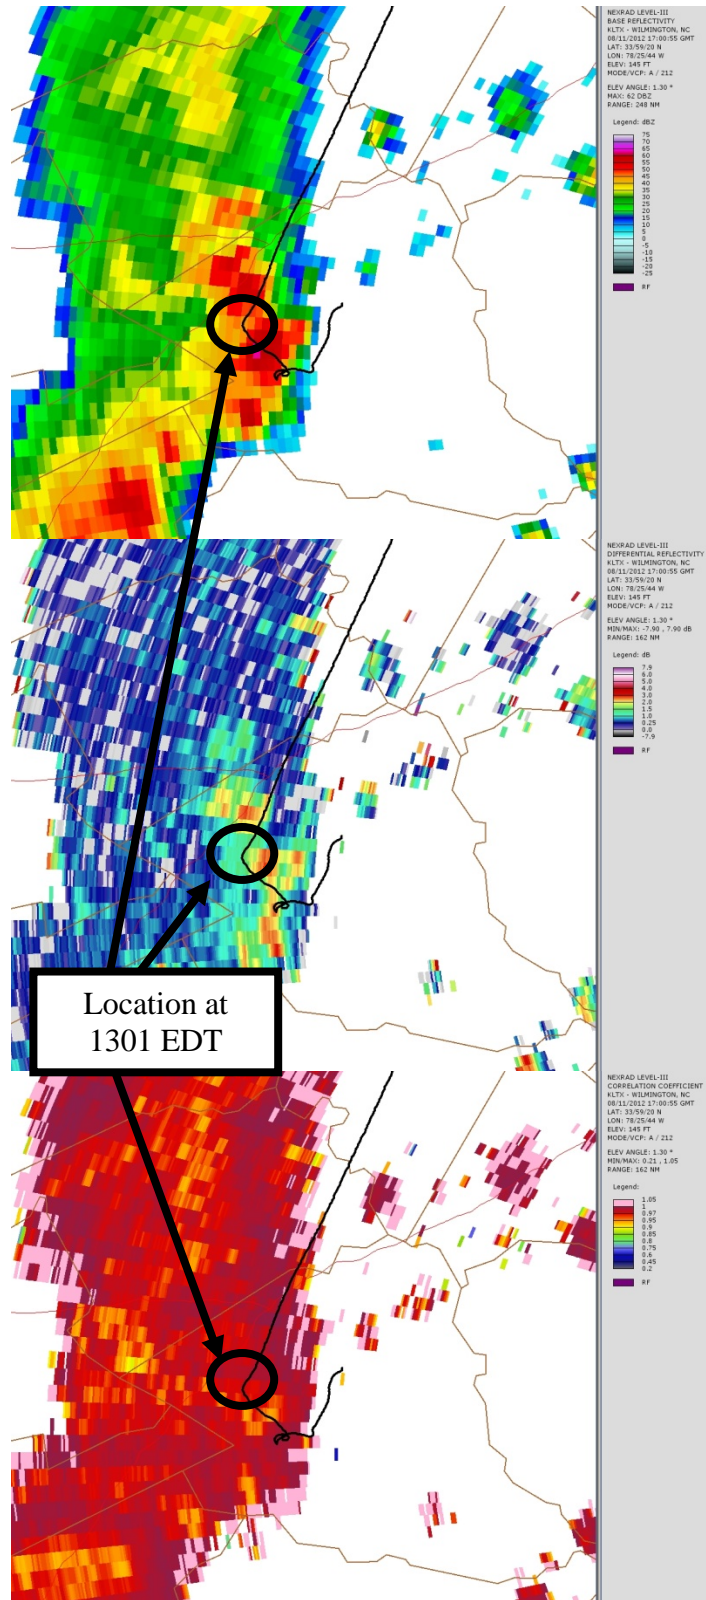 NEXRAD LEVEL-III
BASE REFLECTIVITY
KLTX - WILMINGTON, NC
08/11/2012 17:00:55 GMT
LAT: 33/59/20 N
LON: 78/25/44 W
ELEV: 145 FT
MODE/VCP: A / 212
ELEV ANGLE: 1.30 °
MAX: 62 DBZ
RANGE: 248 NM
Legend: dBZ
75
70
65
60
55
50
45
40
35
30
25
20
15
10
5
0
-5
-10
-15
-20
-25
RF
NEXRAD LEVEL-III
DIFFERENTIAL REFLECTIVITY
KLTX - WILMINGTON, NC
08/11/2012 17:00:55 GMT
LAT: 33/59/20 N
LON: 78/25/44 W
ELEV: 145 FT
MODE/VCP: A / 212
ELEV ANGLE: 1.30 °
MIN/MAX: -7.90 , 7.90 dB
RANGE: 162 NM
Legend: dB
7.9
6.0
5.0
4.0
3.0
2.0
1.5
1.0
0.25
0.0
-7.9
RF
Location at
1301 EDT
NEXRAD LEVEL-III
CORRELATION COEFFICIENT
KLTX - WILMINGTON, NC
08/11/2012 17:00:55 GMT
LAT: 33/59/20 N
LON: 78/25/44 W
ELEV: 145 FT
MODE/VCP: A / 212
ELEV ANGLE: 1.30 °
MIN/MAX: 0.21 , 1.05
RANGE: 162 NM
Legend:
1.05
1
0.97
0.95
0.9
0.85
0.8
0.75
0.6
0.45
0.2
RF